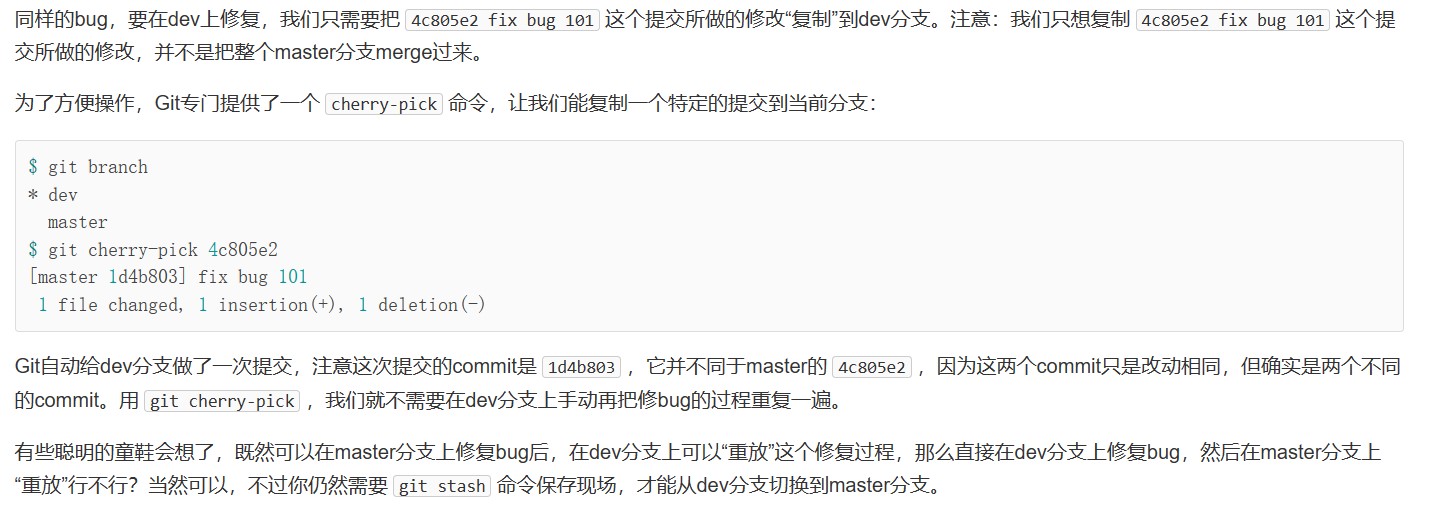 同样的bug，要在dev上修复，我们只需要把 4c805e2 fix bug 101 这个提交所做的修改“复制”到dev分支。注意：我们只想复制 4c805e2 fix bug 101 这个提
交所做的修改，并不是把整个master分支merge过来。
为了方便操作，Git专门提供了一个 cherry-pick 命令，让我们能复制一个特定的提交到当前分支：
$ git branch
* dev
  master
$ git cherry-pick 4c805e2
[master 1d4b803] fix bug 101
 1 file changed, 1 insertion(+), 1 deletion(-)
Git自动给dev分支做了一次提交，注意这次提交的commit是 1d4b803 ，它并不同于master的 4c805e2 ，因为这两个commit只是改动相同，但确实是两个不同
的commit。用 git cherry-pick ，我们就不需要在dev分支上手动再把修bug的过程重复一遍。
有些聪明的童鞋会想了，既然可以在master分支上修复bug后，在dev分支上可以“重放”这个修复过程，那么直接在dev分支上修复bug，然后在master分支上
“重放”行不行？当然可以，不过你仍然需要 git stash 命令保存现场，才能从dev分支切换到master分支。